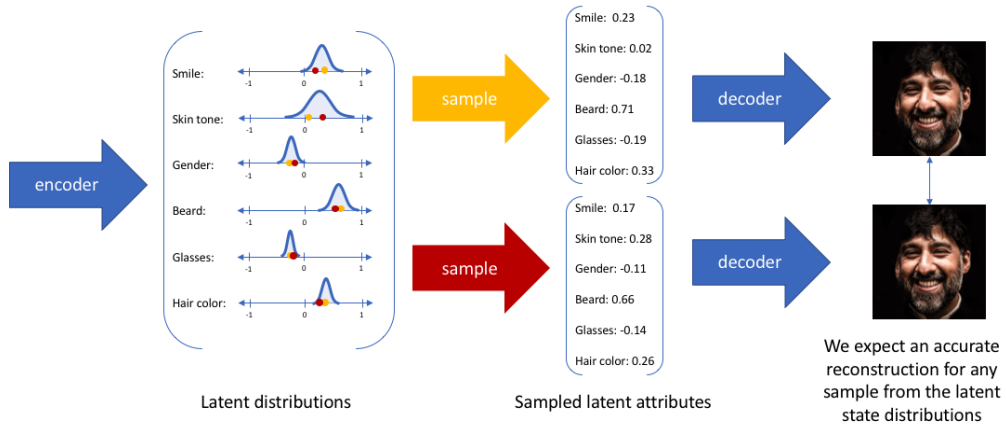 encoder
Smile:
-1 0 1
Skin tone:
-1 0 1
Gender:
-1 0 1
Beard:
-1 0 1
Glasses:
-1 0 1
Hair color:
-1 0 1
Latent distributions
sample
sample
Smile: 0.23
Skin tone: 0.02
Gender: -0.18
Beard: 0.71
Glasses: -0.19
Hair color: 0.33
Smile: 0.17
Skin tone: 0.28
Gender: -0.11
Beard: 0.66
Glasses: -0.14
Hair color: 0.26
Sampled latent attributes
decoder
decoder
We expect an accurate
reconstruction for any
sample from the latent
state distributions